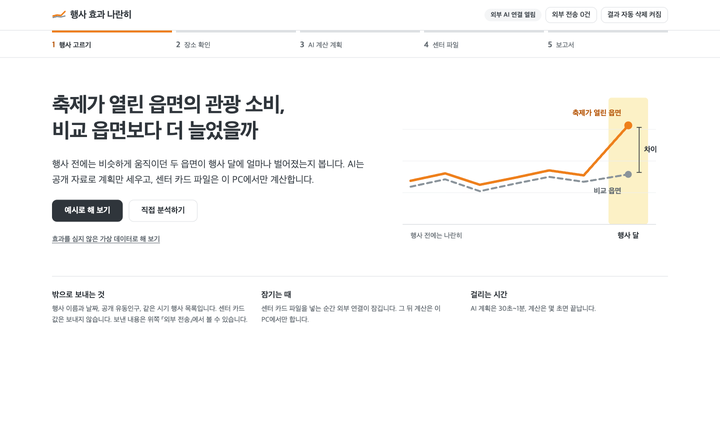 행사 효과 나란히
외부 AI 연결 열림
외부 전송 0건
결과 자동 삭제 켜짐
1 행사 고르기
2 장소 확인
3 AI 계산 계획
4 센터 파일
5 보고서
축제가 열린 읍면의 관광 소비,
비교 읍면보다 더 늘었을까
행사 전에는 비슷하게 움직이던 두 읍면이 행사 달에 얼마나 벌어졌는지 봅니다. AI는
공개 자료로 계획만 세우고, 센터 카드 파일은 이 PC에서만 계산합니다.
예시로 해 보기
직접 분석하기
효과를 심지 않은 가상 데이터로 해 보기
축제가 열린 읍면
차이
비교 읍면
행사 전에는 나란히
행사 달
밖으로 보내는 것
행사 이름과 날짜, 공개 유동인구, 같은 시기 행사 목록입니다. 센터 카드
값은 보내지 않습니다. 보낸 내용은 위쪽 「외부 전송」에서 볼 수 있습니다.
잠기는 때
센터 카드 파일을 넣는 순간 외부 연결이 잠깁니다. 그 뒤 계산은 이
PC에서만 합니다.
걸리는 시간
AI 계획은 30초~1분, 계산은 몇 초면 끝납니다.